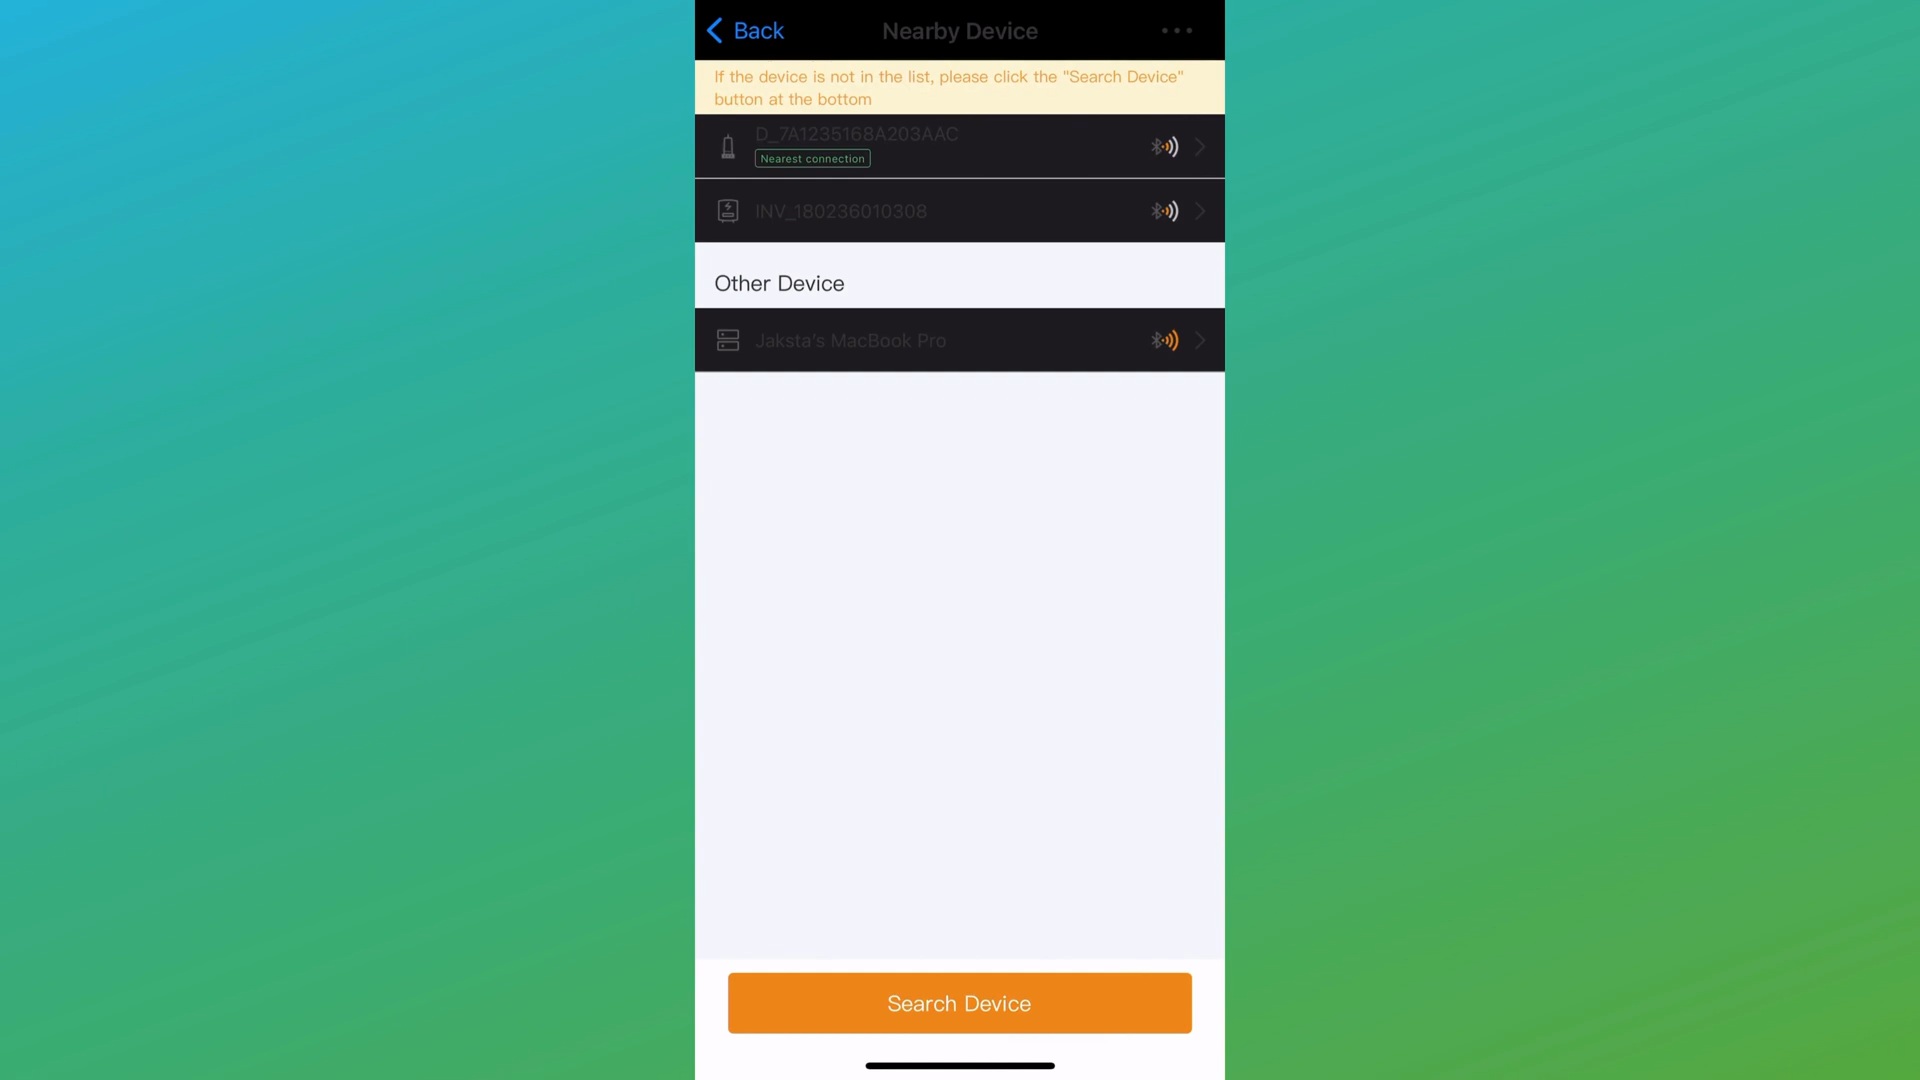 Back
Nearby Device
If the device is not in the list, please click the "Search Device"
button at the bottom
D_7A1235168A203AAC
Nearest connection
INV_180236010308
Other Device
Jaksta's MacBook Pro
Search Device